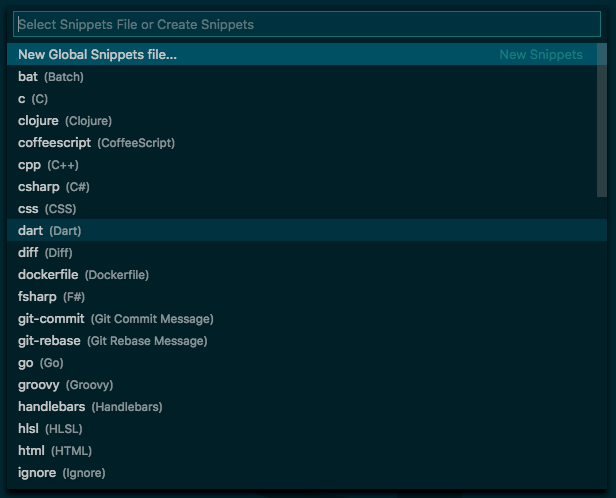 Select Snippets File or Create Snippets
New Global Snippets file... New Snippets
bat (Batch)
c (C)
clojure (Clojure)
coffeescript (CoffeeScript)
cpp (C++)
csharp (C#)
css (CSS)
dart (Dart)
diff (Diff)
dockerfile (Dockerfile)
fsharp (F#)
git-commit (Git Commit Message)
git-rebase (Git Rebase Message)
go (Go)
groovy (Groovy)
handlebars (Handlebars)
hlsl (HLSL)
html (HTML)
ignore (Ignore)